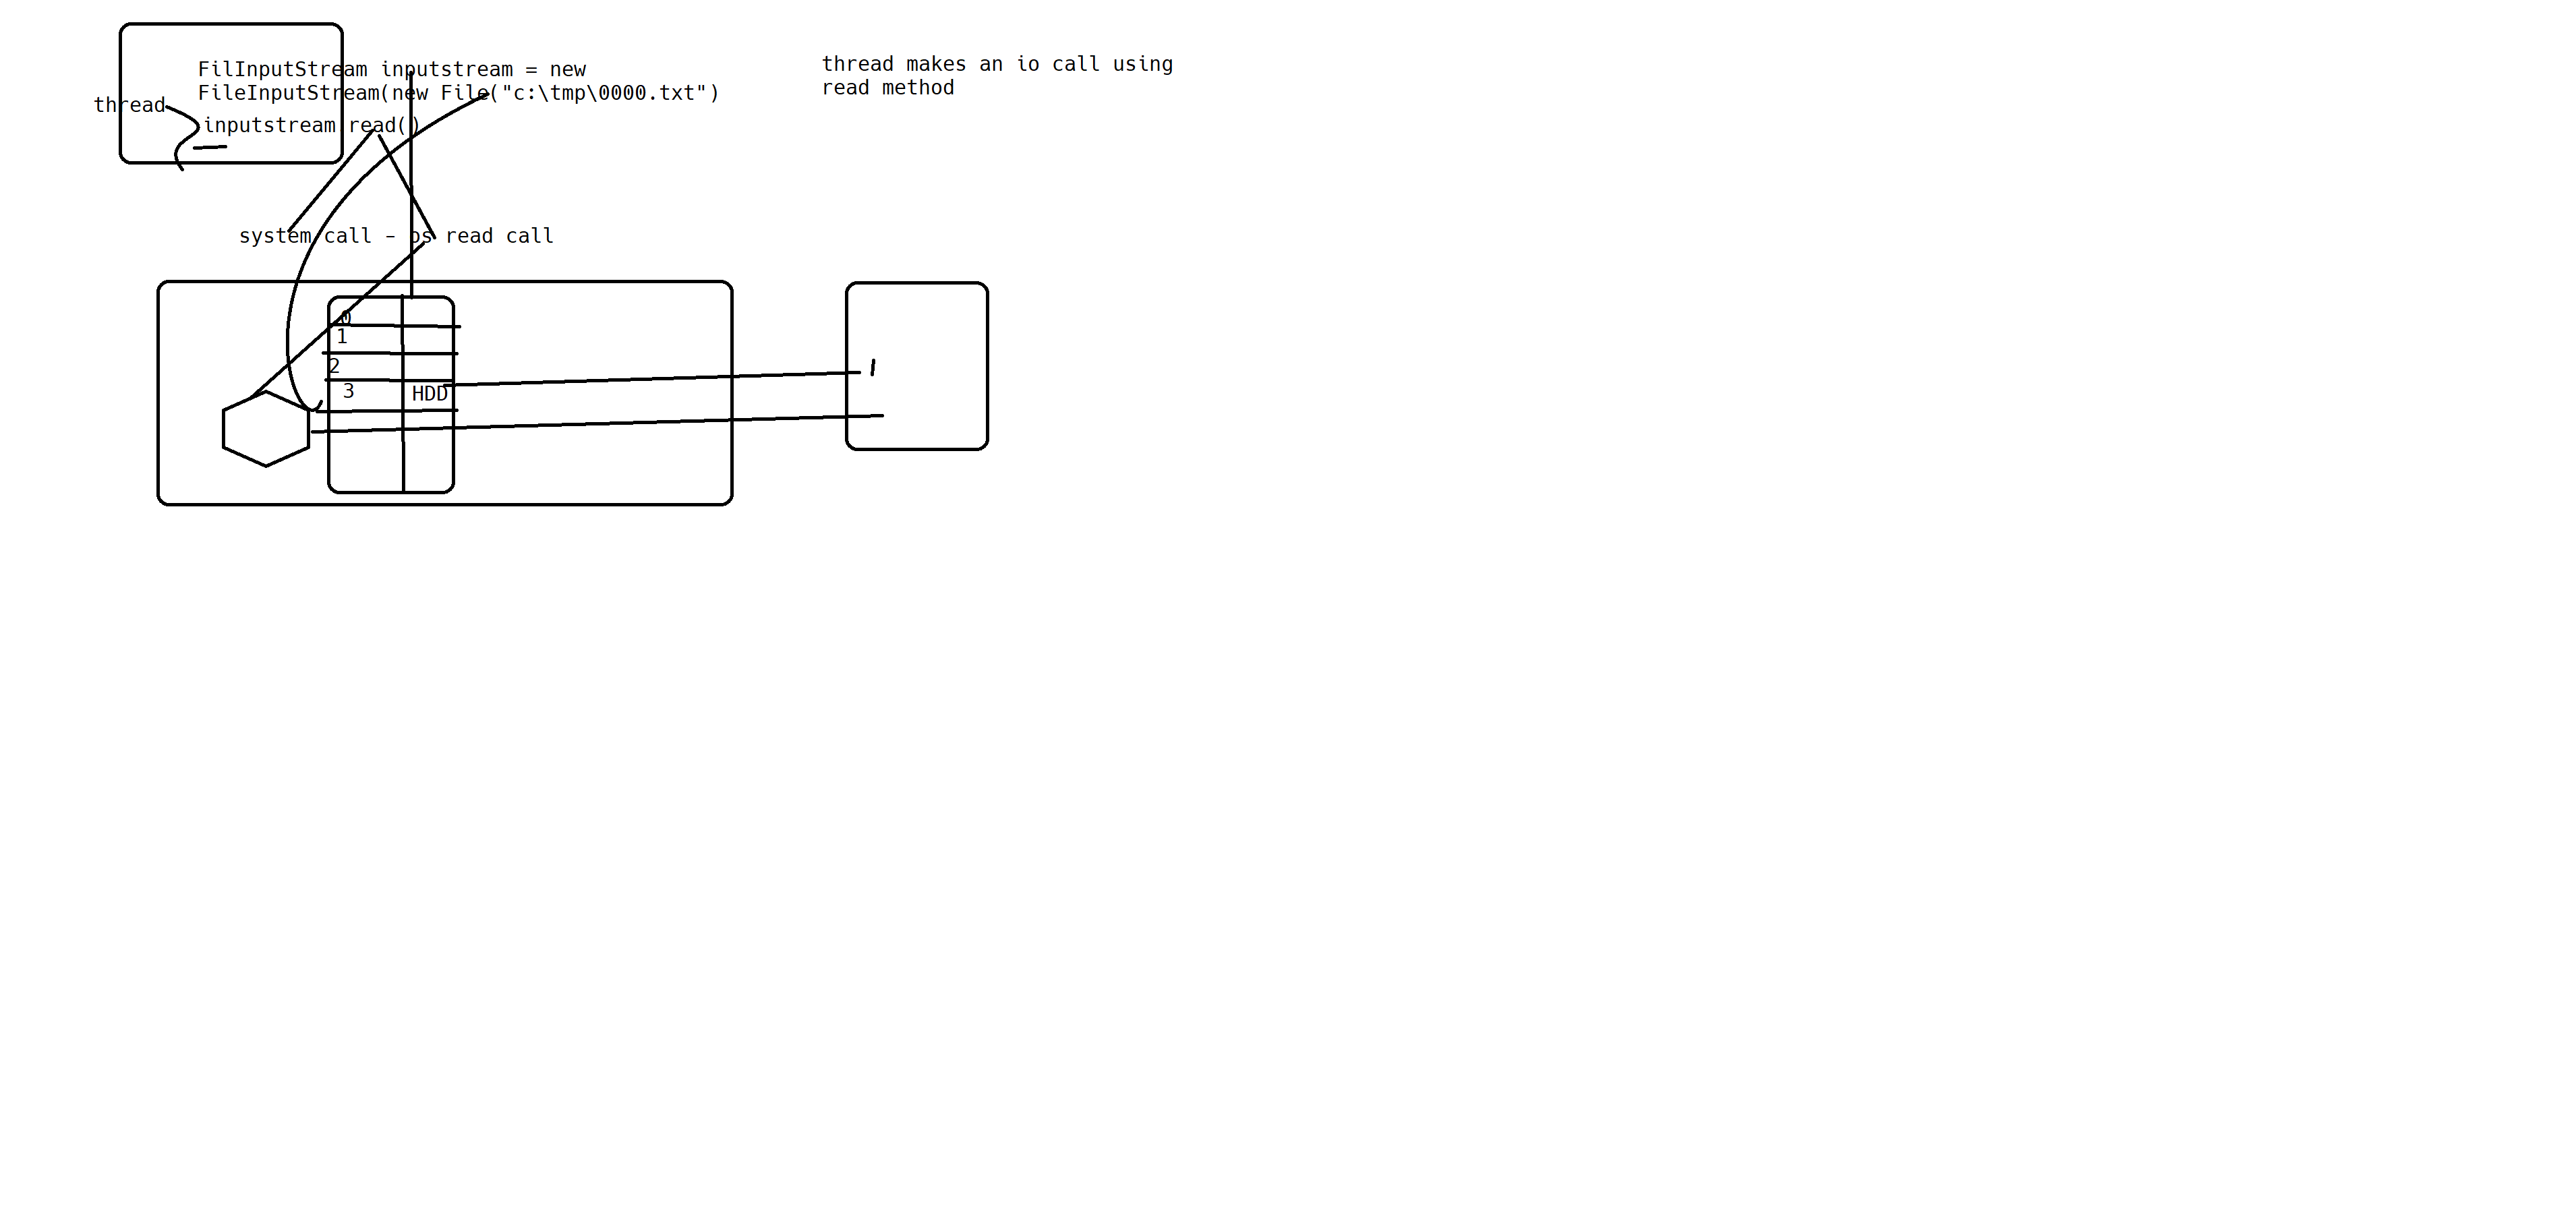 FilInputStream inputstream = new
FileInputStream(new File("c:\tmp\0000.txt")
thread
inputstream read()
thread makes an io call using
read method
system call - os read call
0
1
2
3
HDD